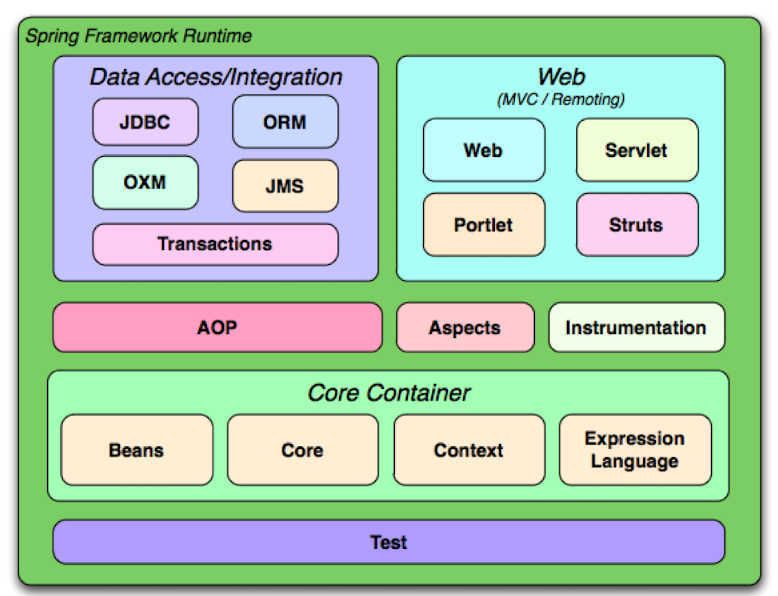 Spring Framework Runtime
Data Access/Integration
JDBC
ORM
OXM
JMS
Transactions
Web
(MVC / Remoting)
Web
Servlet
Portlet
Struts
AOP
Aspects
Instrumentation
Core Container
Beans
Core
Context
Expression
Language
Test